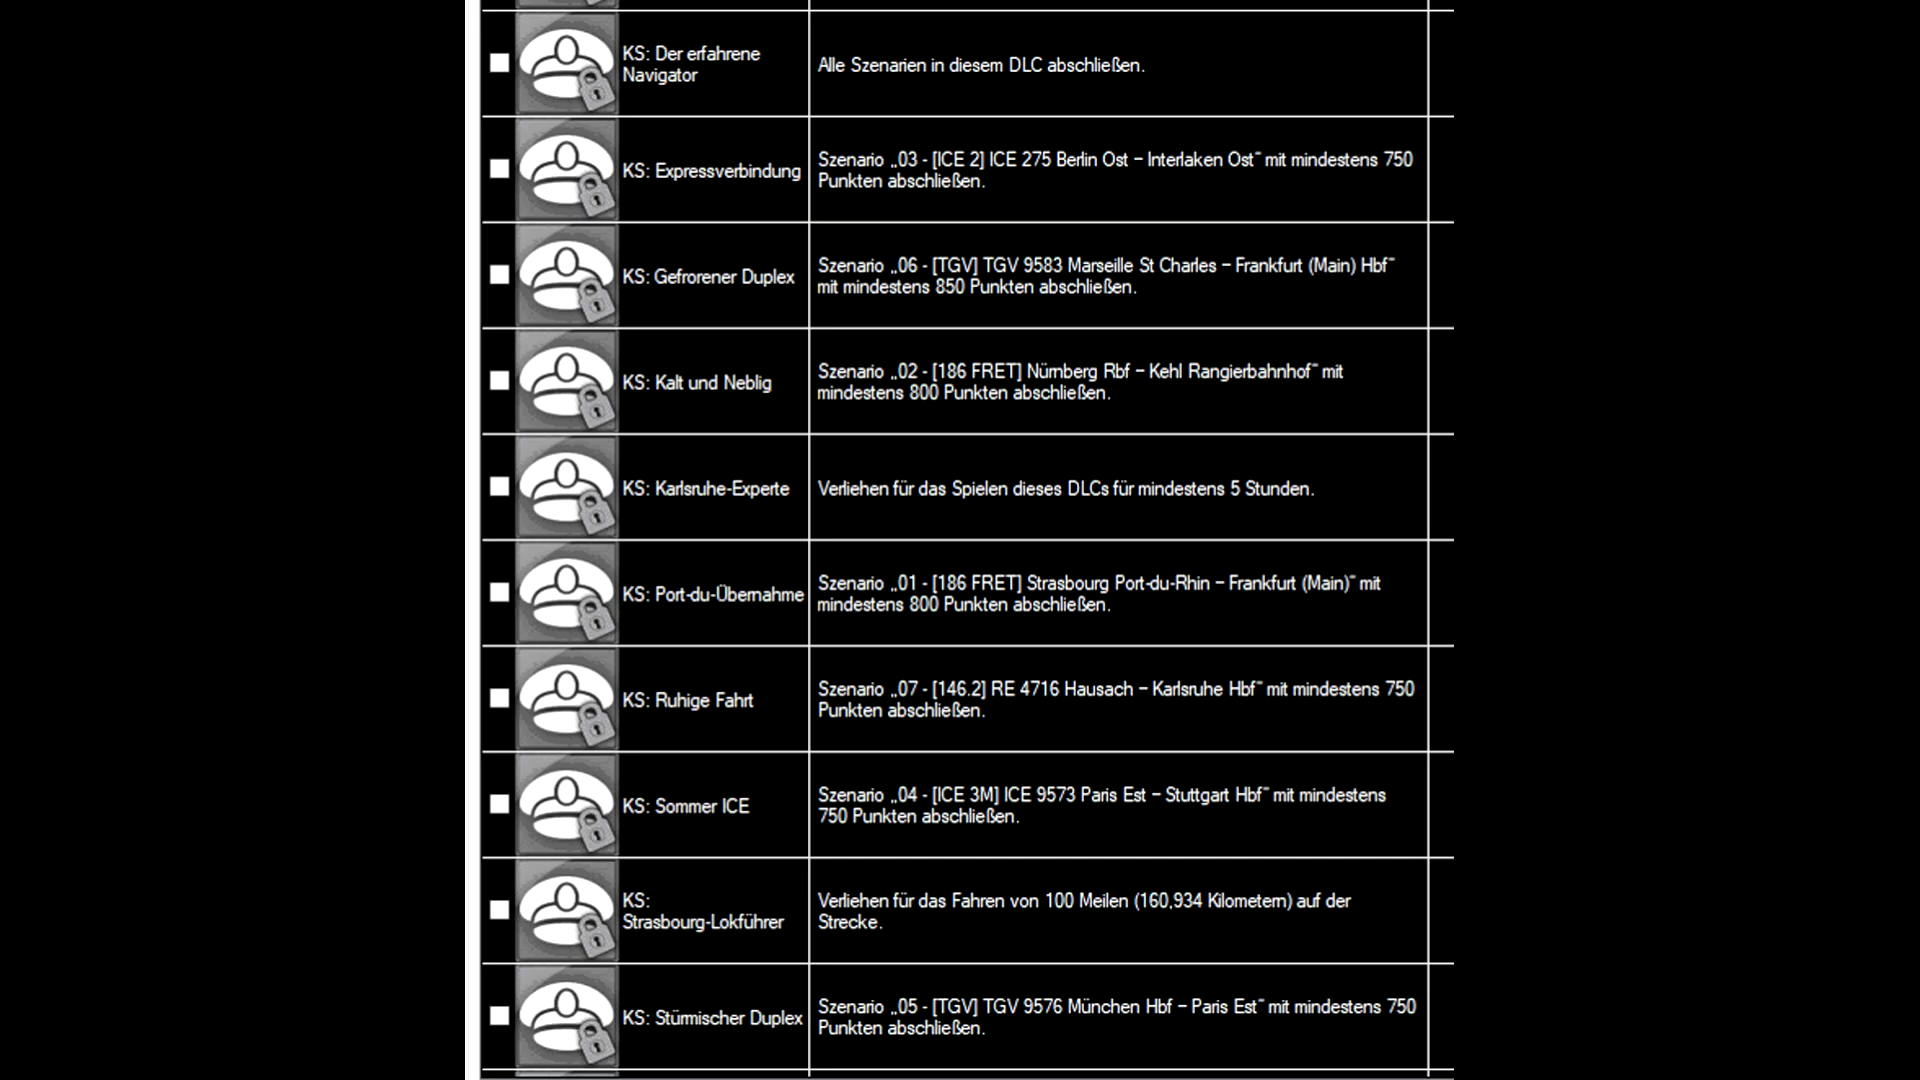 KS: Der erfahrene
Navigator
Alle Szenarien in diesem DLC abschließen.
KS: Expressverbindung
Szenario „03 - [ICE 2] ICE 275 Berlin Ost – Interlaken Ost“ mit mindestens 750
Punkten abschließen.
KS: Gefrorener Duplex
Szenario „06 - [TGV] TGV 9583 Marseille St Charles – Frankfurt (Main) Hbf“
mit mindestens 850 Punkten abschließen.
KS: Kalt und Neblig
Szenario „02 - [186 FRET] Nürnberg Rbf – Kehl Rangierbahnhof“ mit
mindestens 800 Punkten abschließen.
KS: Karlsruhe-Experte
Verliehen für das Spielen dieses DLCs für mindestens 5 Stunden.
KS: Port-du-Übernahme
Szenario „01 - [186 FRET] Strasbourg Port-du-Rhin – Frankfurt (Main)“ mit
mindestens 800 Punkten abschließen.
KS: Ruhige Fahrt
Szenario „07 - [146.2] RE 4716 Hausach – Karlsruhe Hbf“ mit mindestens 750
Punkten abschließen.
KS: Sommer ICE
Szenario „04 - [ICE 3M] ICE 9573 Paris Est – Stuttgart Hbf“ mit mindestens
750 Punkten abschließen.
KS:
Strasbourg-Lokführer
Verliehen für das Fahren von 100 Meilen (160,934 Kilometern) auf der
Strecke.
KS: Stürmischer Duplex
Szenario „05 - [TGV] TGV 9576 München Hbf – Paris Est“ mit mindestens 750
Punkten abschließen.